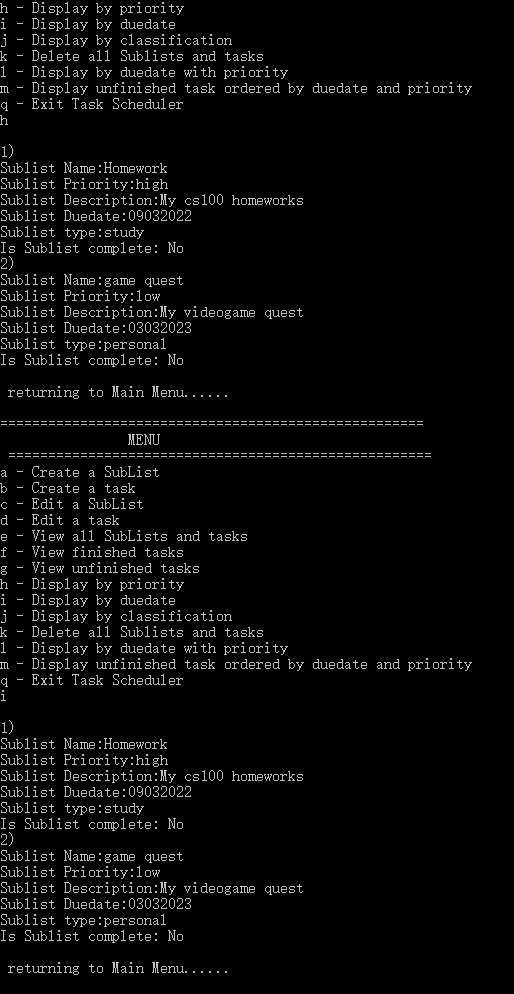 h - Display by priority
i - Display by duedate
j - Display by classification
k - Delete all Sublists and tasks
l - Display by duedate with priority
m - Display unfinished task ordered by duedate and priority
q - Exit Task Scheduler
h
1)
Sublist Name:Homework
Sublist Priority:high
Sublist Description:My cs100 homeworks
Sublist Duedate:09032022
Sublist type:study
Is Sublist complete: No
2)
Sublist Name:game quest
Sublist Priority:low
Sublist Description:My videogame quest
Sublist Duedate:03032023
Sublist type:personal
Is Sublist complete: No
returning to Main Menu......
=====================================================
MENU
=====================================================
a - Create a SubList
b - Create a task
c - Edit a SubList
d - Edit a task
e - View all SubLists and tasks
f - View finished tasks
g - View unfinished tasks
h - Display by priority
i - Display by duedate
j - Display by classification
k - Delete all Sublists and tasks
l - Display by duedate with priority
m - Display unfinished task ordered by duedate and priority
q - Exit Task Scheduler
i
1)
Sublist Name:Homework
Sublist Priority:high
Sublist Description:My cs100 homeworks
Sublist Duedate:09032022
Sublist type:study
Is Sublist complete: No
2)
Sublist Name:game quest
Sublist Priority:low
Sublist Description:My videogame quest
Sublist Duedate:03032023
Sublist type:personal
Is Sublist complete: No
returning to Main Menu......